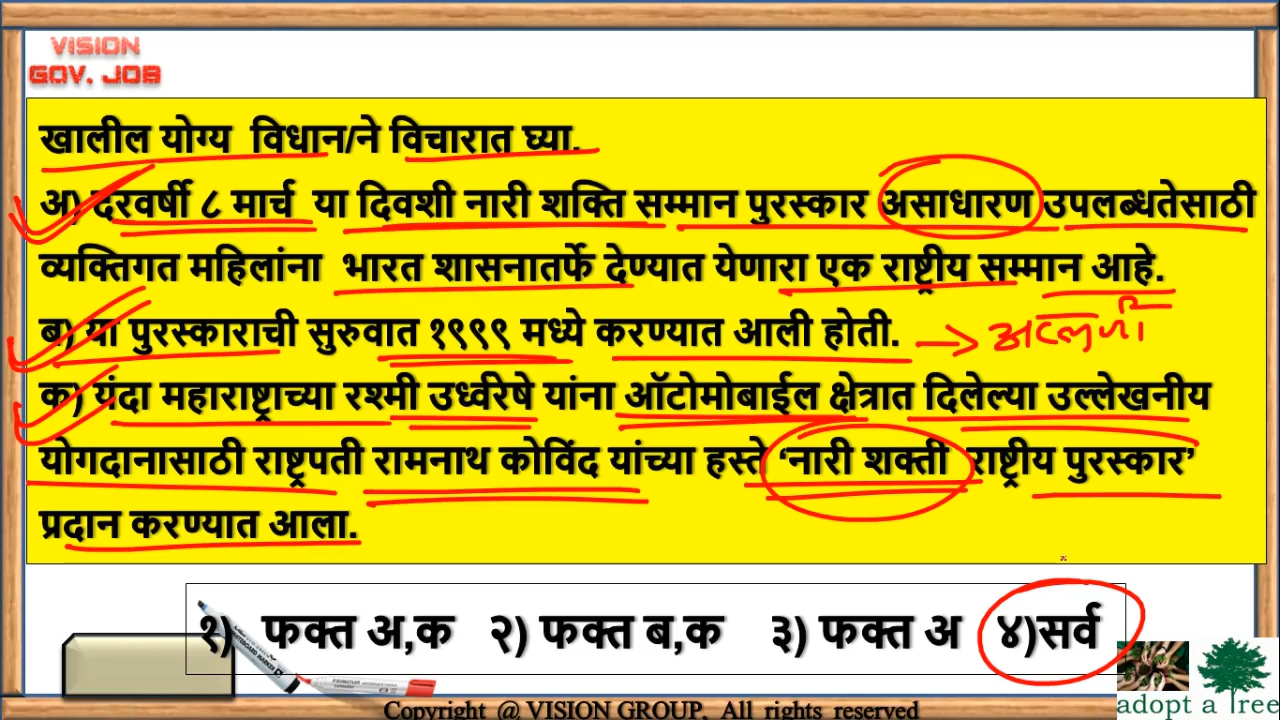 VISION
GOV. JOB
खालील योग्य विधान/ने विचारात घ्या.
अ) दरवर्षी ८ मार्च या दिवशी नारी शक्ति सम्मान पुरस्कार असाधारण उपलब्धतेसाठी
व्यक्तिगत महिलांना भारत शासनातर्फे देण्यात येणारा एक राष्ट्रीय सम्मान आहे.
ब) या पुरस्काराची सुरुवात १९९९ मध्ये करण्यात आली होती.
क) यंदा महाराष्ट्राच्या रश्मी उर्ध्वरेषे यांना ऑटोमोबाईल क्षेत्रात दिलेल्या उल्लेखनीय
योगदानासाठी राष्ट्रपती रामनाथ कोविंद यांच्या हस्ते ‘नारी शक्ती राष्ट्रीय पुरस्कार’
प्रदान करण्यात आला.
१) फक्त अ,क २) फक्त ब,क ३) फक्त अ ४)सर्व
adopt a Tree
Copyright @ VISION GROUP, All rights reserved